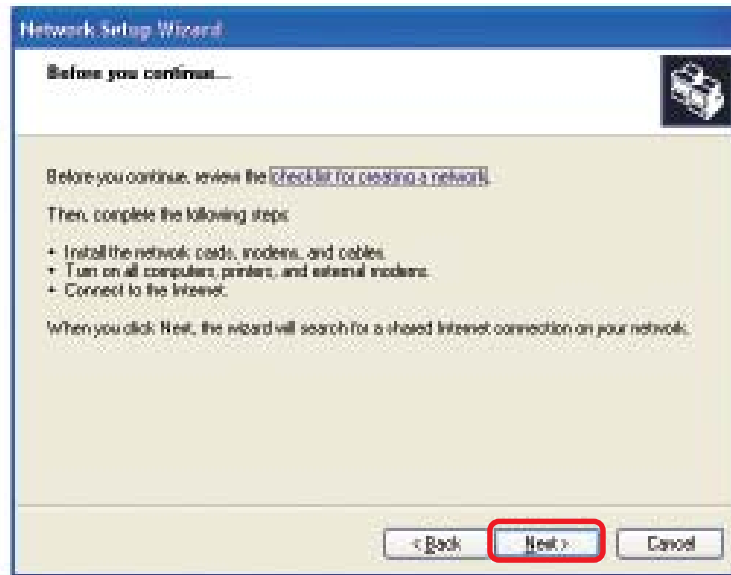 Network Setup Wizard
Before you continue...
Before you continue, review the checklist for creating a network.
Then, complete the following steps:
• Install the network cards, modems, and cables.
• Turn on all computers, printers, and external modems.
• Connect to the Internet.
When you click Next, the wizard will search for a shared Internet connection on your network.
< Back Next > Cancel